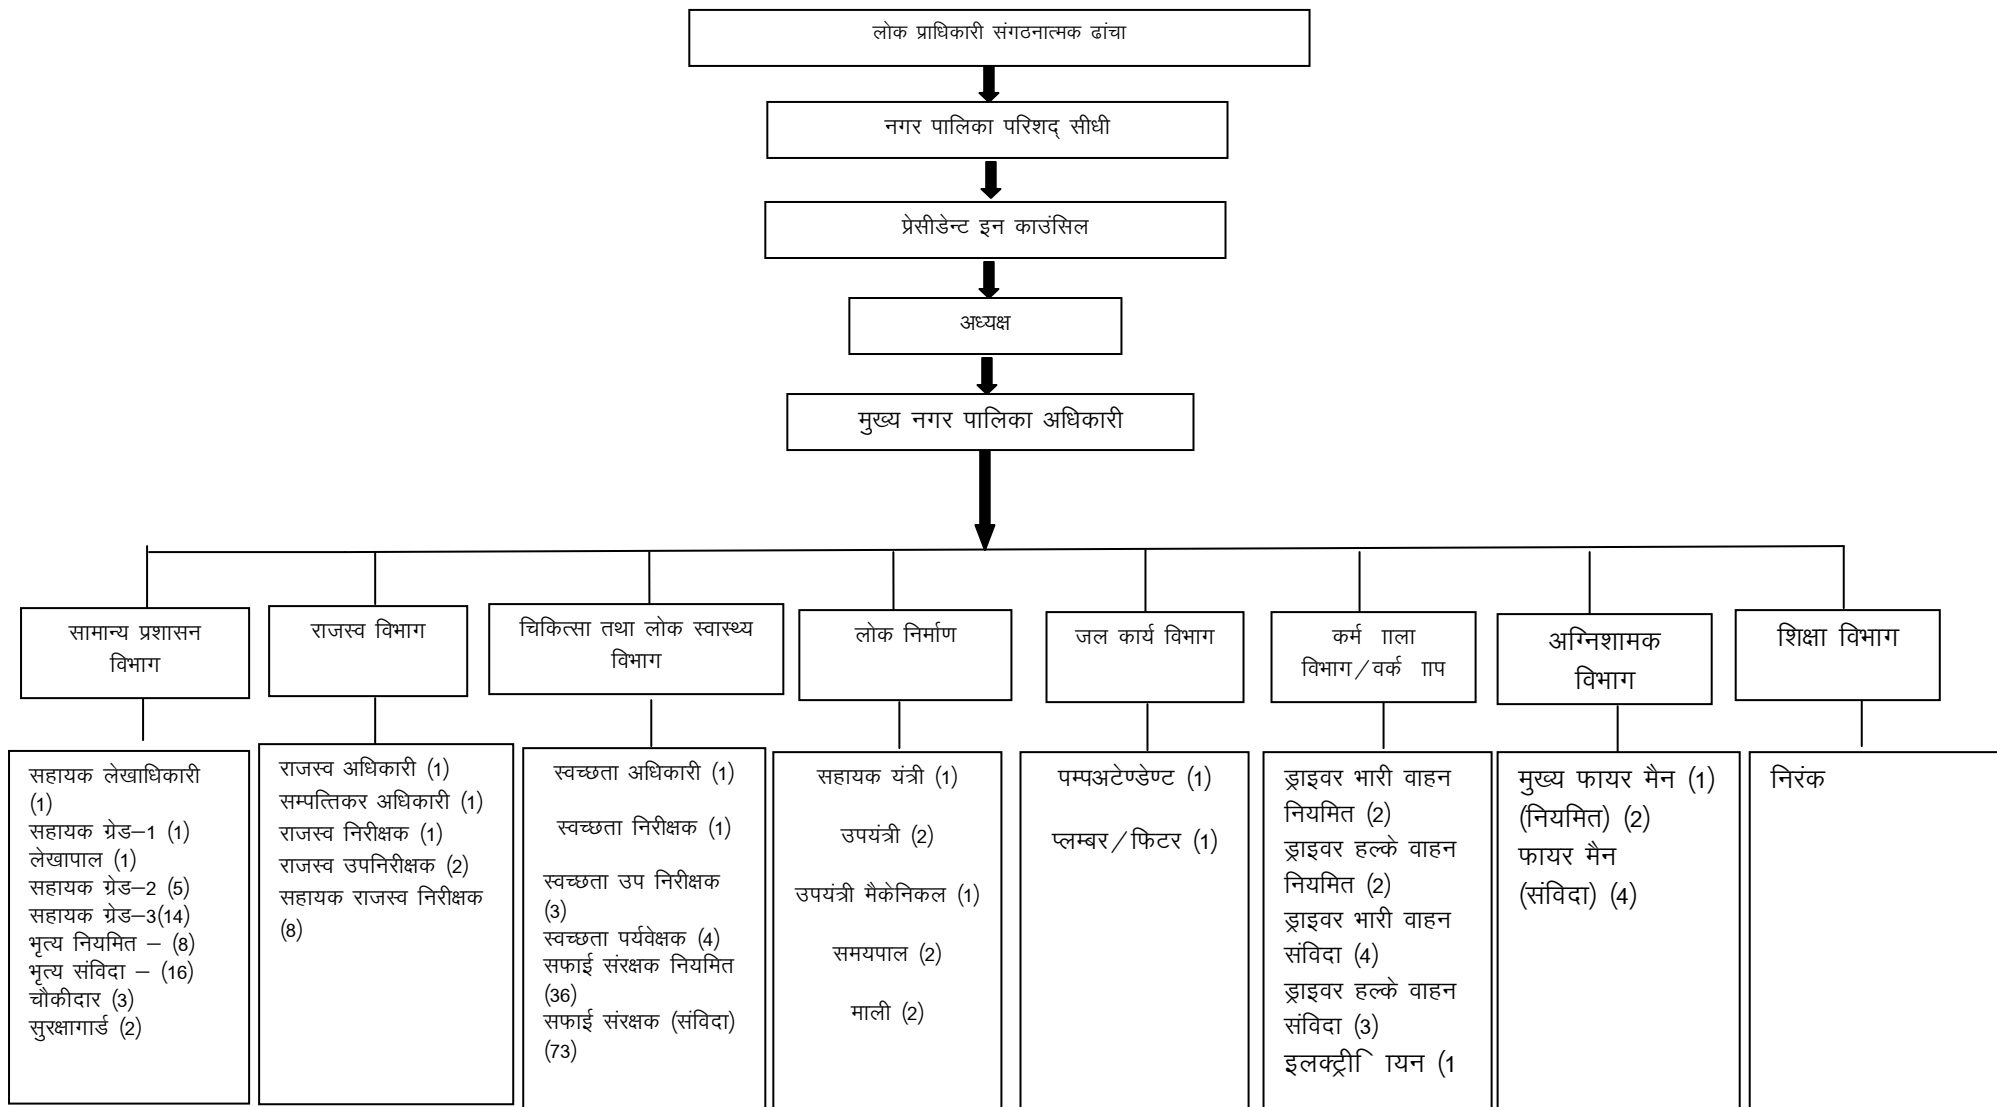 लोक प्राधिकारी संगठनात्मक ढांचा
नगर पालिका परिशद् सीधी
प्रेसीडेन्ट इन काउंसिल
अध्यक्ष
मुख्य नगर पालिका अधिकारी
सामान्य प्रशासन
विभाग
राजस्व विभाग
चिकित्सा तथा लोक स्वास्थ्य
विभाग
लोक निर्माण
जल कार्य विभाग
कर्म ााला
विभाग/वर्क ााप
अग्निशामक
विभाग
शिक्षा विभाग
सहायक लेखाधिकारी
(1)
सहायक ग्रेड–1 (1)
लेखापाल (1)
सहायक ग्रेड–2 (5)
सहायक ग्रेड–3(14)
भृत्य नियमित – (8)
भृत्य संविदा – (16)
चौकीदार (3)
सुरक्षागार्ड (2)
राजस्व अधिकारी (1)
सम्पत्तिकर अधिकारी (1)
राजस्व निरीक्षक (1)
राजस्व उपनिरीक्षक (2)
सहायक राजस्व निरीक्षक
(8)
स्वच्छता अधिकारी (1)
स्वच्छता निरीक्षक (1)
स्वच्छता उप निरीक्षक
(3)
स्वच्छता पर्यवेक्षक (4)
सफाई संरक्षक नियमित
(36)
सफाई संरक्षक (संविदा)
(73)
सहायक यंत्री (1)
उपयंत्री (2)
उपयंत्री मैकेनिकल (1)
समयपाल (2)
माली (2)
पम्पअटेण्डेण्ट (1)
प्लम्बर/फिटर (1)
ड्राइवर भारी वाहन
नियमित (2)
ड्राइवर हल्के वाहन
नियमित (2)
ड्राइवर भारी वाहन
संविदा (4)
ड्राइवर हल्के वाहन
संविदा (3)
इलक्ट्रीि ायन (1
मुख्य फायर मैन (1)
(नियमित) (2)
फायर मैन
(संविदा) (4)
निरंक